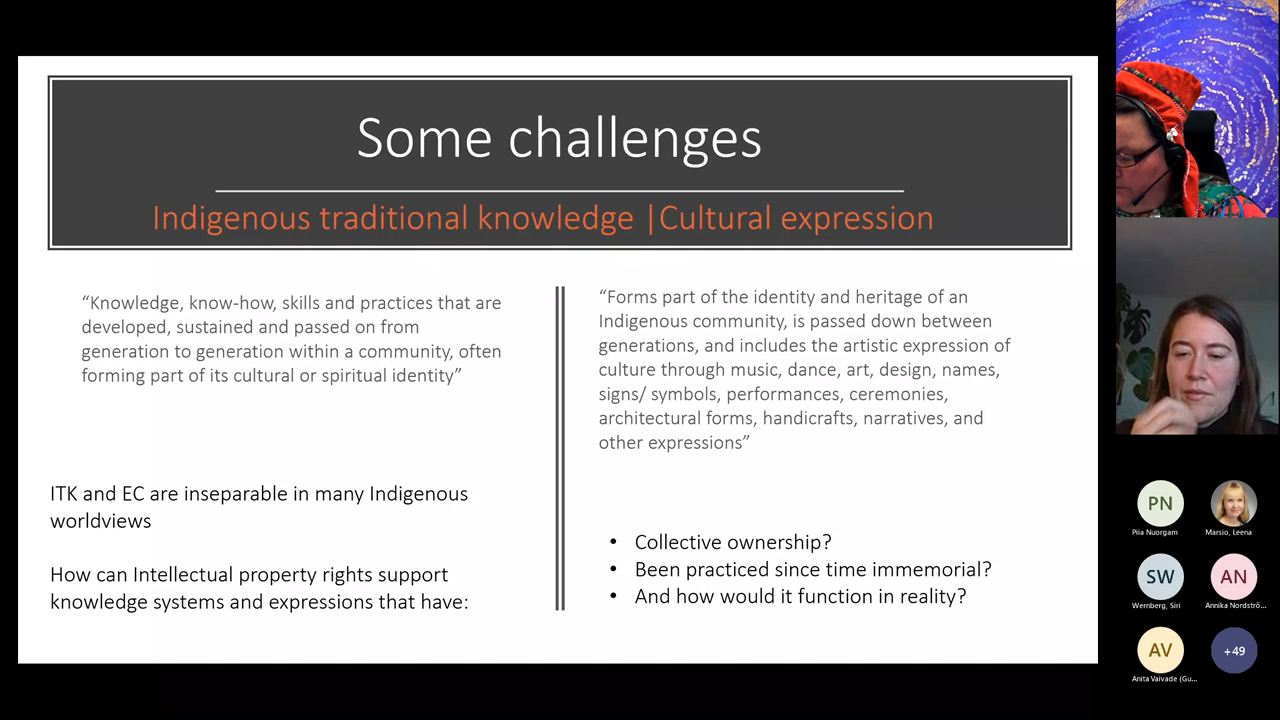 Some challenges
Indigenous traditional knowledge |Cultural expression
“Knowledge, know-how, skills and practices that are
developed, sustained and passed on from
generation to generation within a community, often
forming part of its cultural or spiritual identity”
ITK and EC are inseparable in many Indigenous
worldviews
How can Intellectual property rights support
knowledge systems and expressions that have:
“Forms part of the identity and heritage of an
Indigenous community, is passed down between
generations, and includes the artistic expression of
culture through music, dance, art, design, names,
signs/ symbols, performances, ceremonies,
architectural forms, handicrafts, narratives, and
other expressions”
• Collective ownership?
• Been practiced since time immemorial?
• And how would it function in reality?
PN
Piia Nuorgam
Marsio, Leena
SW
Wernberg, Siri
AN
Annika Nordströ...
AV
Anita Vaivade (Gu...
+49